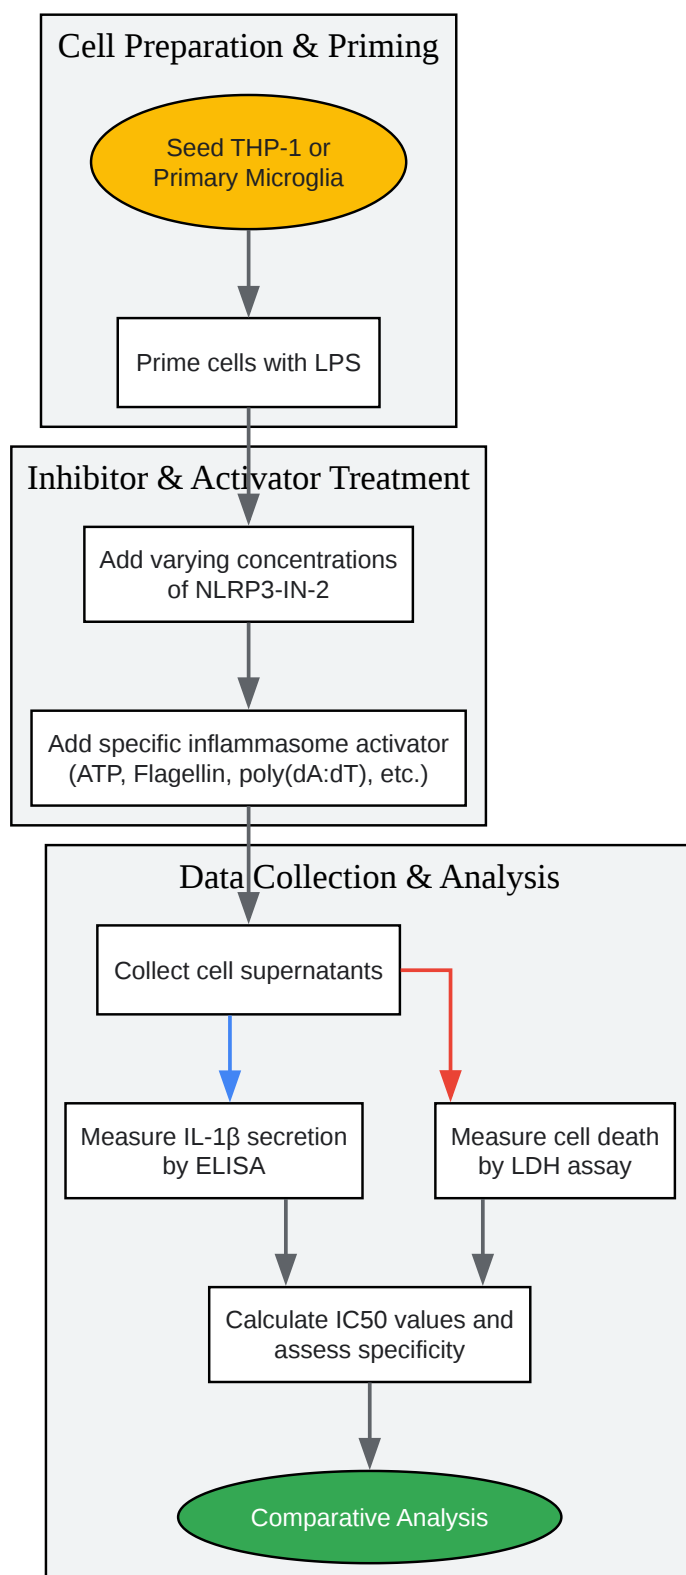 Cell Preparation & Priming
Seed THP-1 or
Primary Microglia
Prime cells with LPS
Inhibitor & Activator Treatment
Add varying concentrations
of NLRP3-IN-2
Add specific inflammasome activator
(ATP, Flagellin, poly(dA:dT), etc.)
Data Collection & Analysis
Collect cell supernatants
Measure IL-1β secretion
by ELISA
Measure cell death
by LDH assay
Calculate IC50 values and
assess specificity
Comparative Analysis